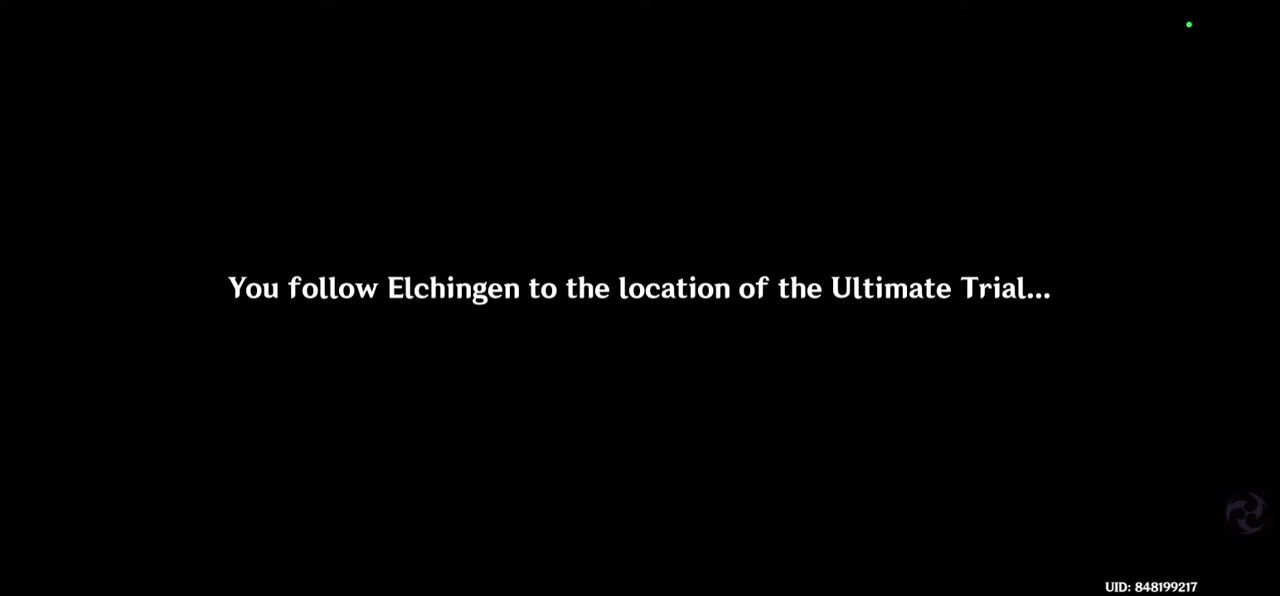 You follow Elchingen to the location of the Ultimate Trial...
UID: 848199217